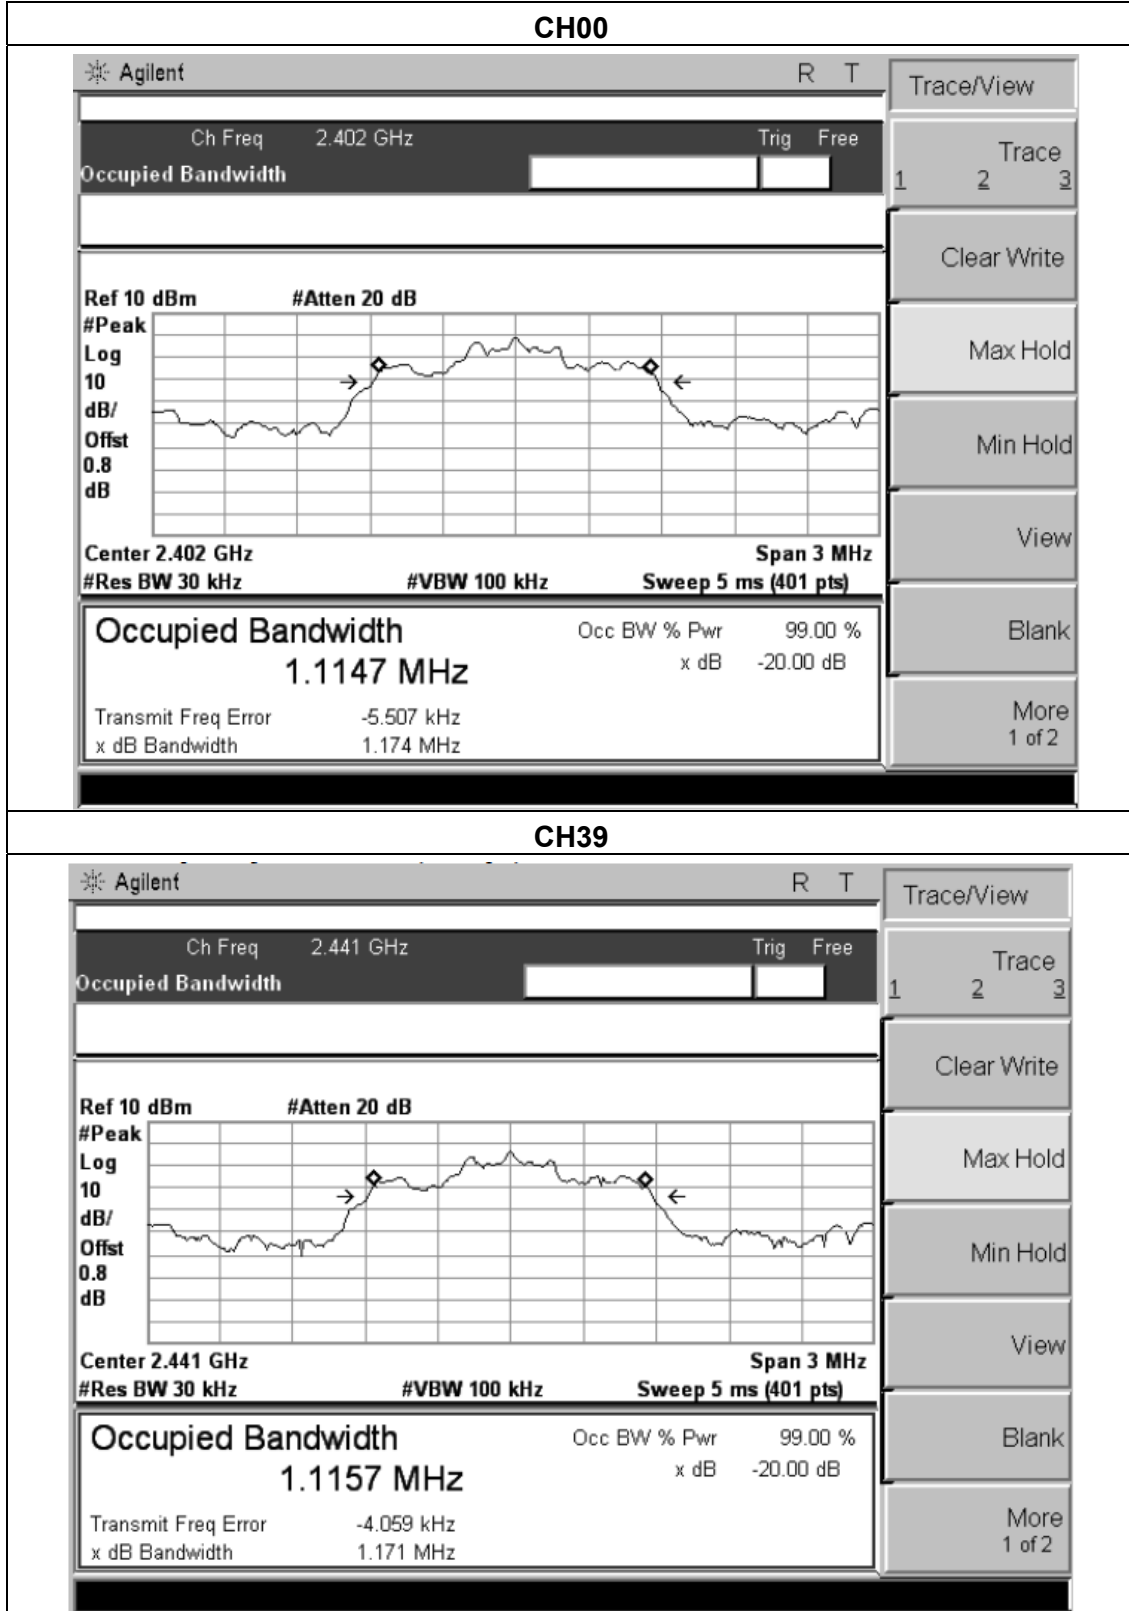 CH00
Agilent R T
Trace/View
Ch Freq 2.402 GHz Trig Free
Occupied Bandwidth
Trace
1 2 3
Clear Write
Ref 10 dBm #Atten 20 dB
#Peak
Log
10
dB/
Offst
0.8
dB
Max Hold
Min Hold
Center 2.402 GHz Span 3 MHz
#Res BW 30 kHz #VBW 100 kHz Sweep 5 ms (401 pts)
View
Occupied Bandwidth
1.1147 MHz
Occ BW % Pwr 99.00 %
x dB -20.00 dB
Blank
Transmit Freq Error -5.507 kHz
x dB Bandwidth 1.174 MHz
More
1 of 2
CH39
Agilent R T
Trace/View
Ch Freq 2.441 GHz Trig Free
Occupied Bandwidth
Trace
1 2 3
Clear Write
Ref 10 dBm #Atten 20 dB
#Peak
Log
10
dB/
Offst
0.8
dB
Max Hold
Min Hold
Center 2.441 GHz Span 3 MHz
#Res BW 30 kHz #VBW 100 kHz Sweep 5 ms (401 pts)
View
Occupied Bandwidth
1.1157 MHz
Occ BW % Pwr 99.00 %
x dB -20.00 dB
Blank
Transmit Freq Error -4.059 kHz
x dB Bandwidth 1.171 MHz
More
1 of 2